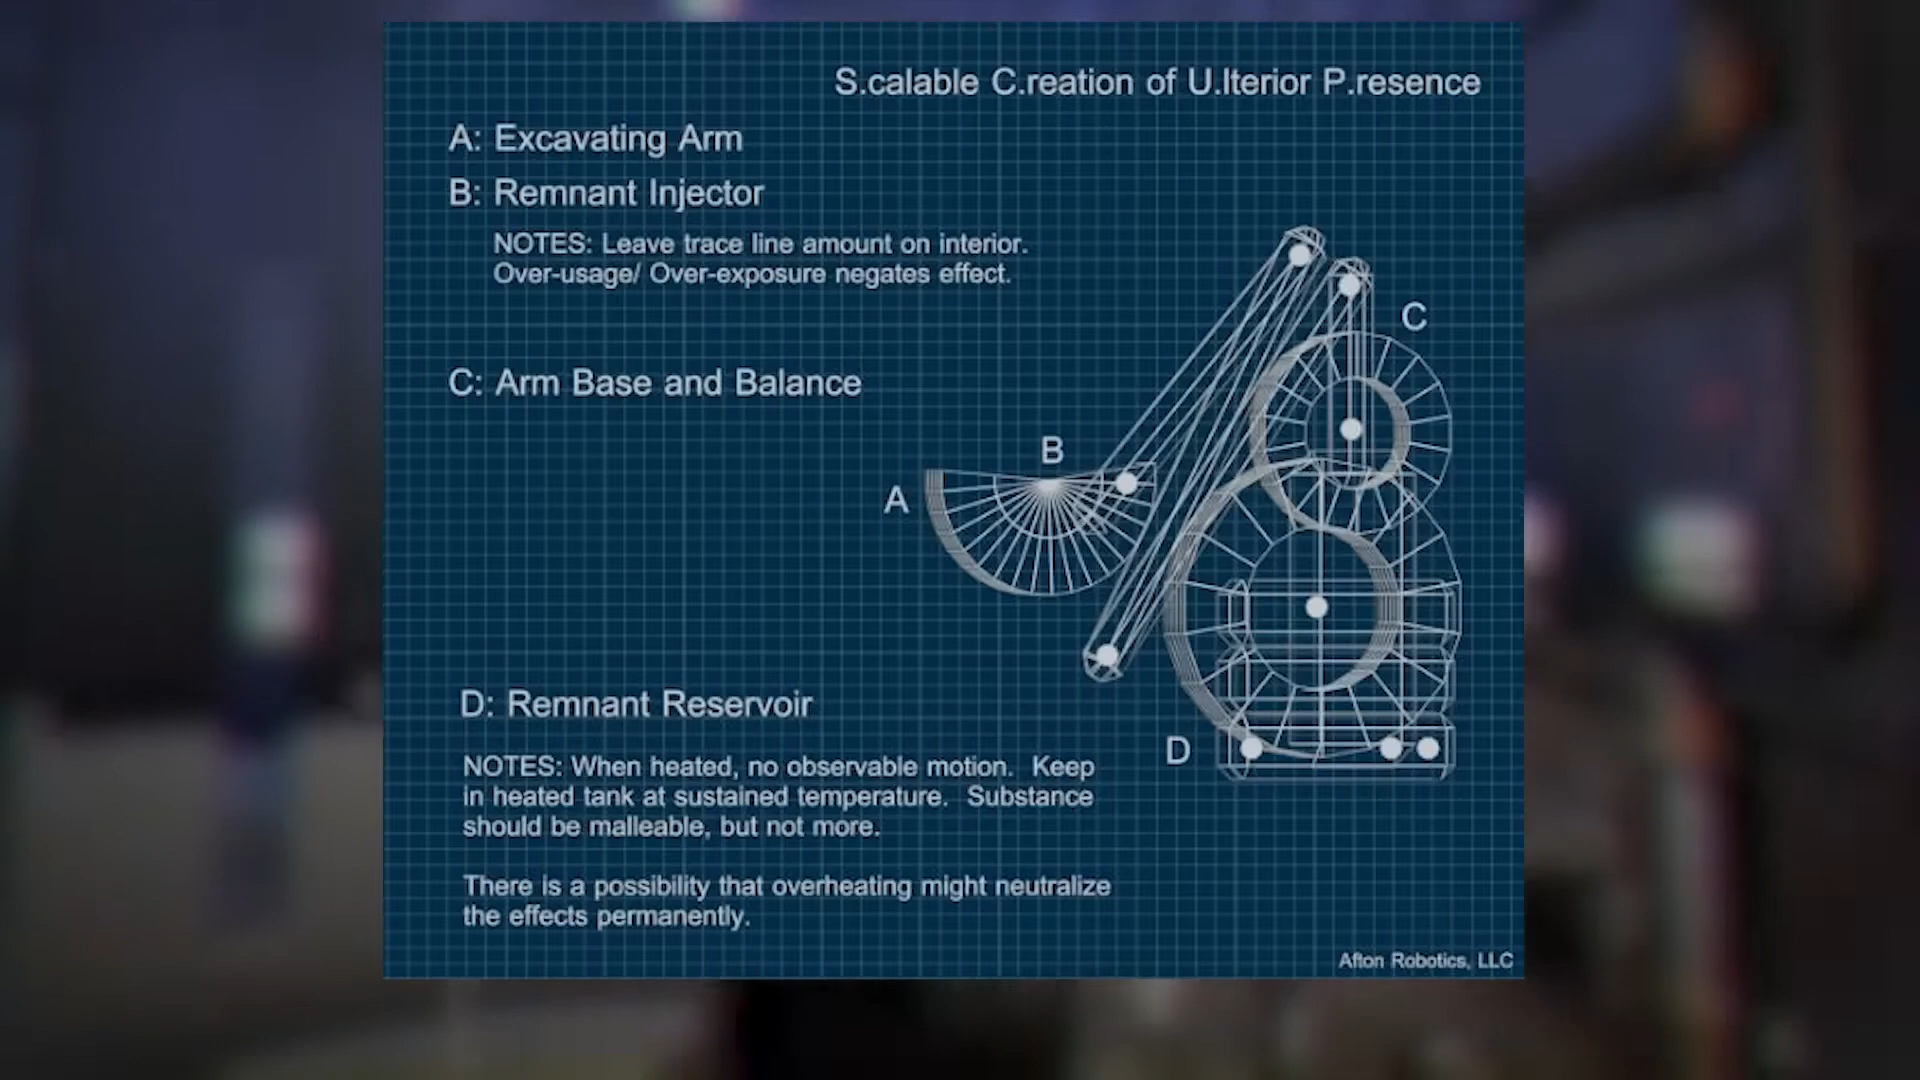 S.calable C.reation of U.lterior P.resence
A: Excavating Arm
B: Remnant Injector
NOTES: Leave trace line amount on interior.
Over-usage/ Over-exposure negates effect.
C
C: Arm Base and Balance
B
A
D: Remnant Reservoir
D
NOTES: When heated, no observable motion. Keep
in heated tank at sustained temperature. Substance
should be malleable, but not more.
There is a possibility that overheating might neutralize
the effects permanently.
Afton Robotics, LLC